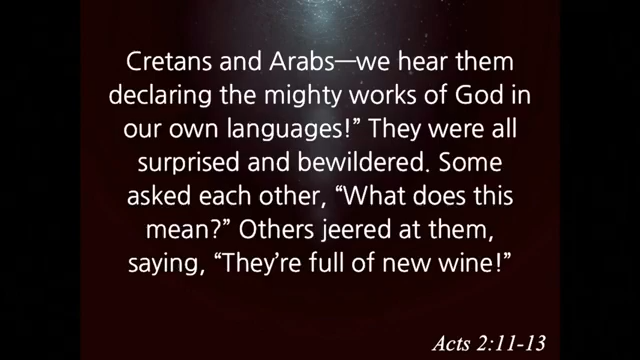 Cretans and Arabs—we hear them
declaring the mighty works of God in
our own languages!” They were all
surprised and bewildered. Some
asked each other, “What does this
mean?” Others jeered at them,
saying, “They’re full of new wine!”
Acts 2:11-13